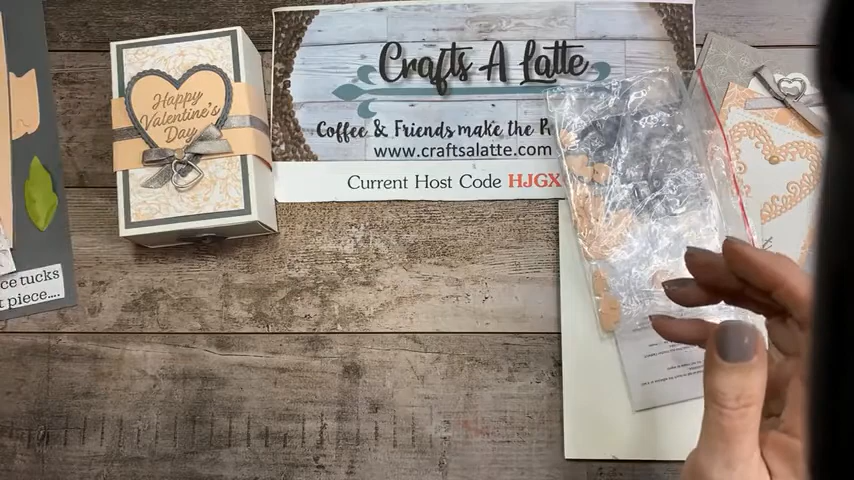 Happy
Valentine's
Day
Crafts A Latte
Coffee & Friends make the
www.craftsalatte.com
Current Host Code HJGX
ce tucks
t piece....